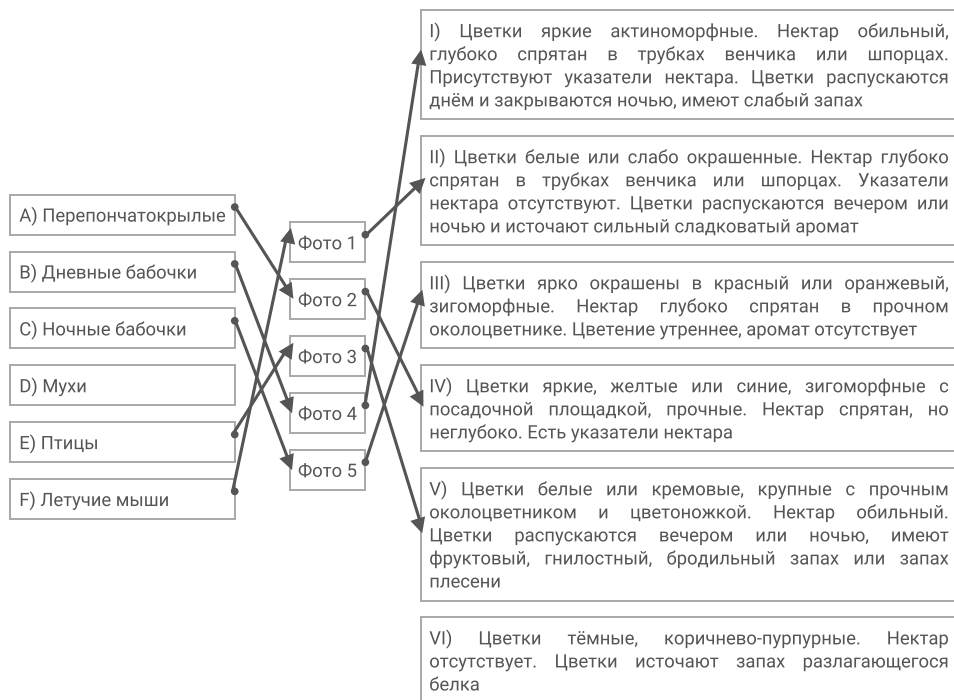 A) Перепончатокрылые
B) Дневные бабочки
C) Ночные бабочки
D) Мухи
E) Птицы
F) Летучие мыши
Фото 1
Фото 2
Фото 3
Фото 4
Фото 5
I) Цветки яркие актиноморфные. Нектар обильный,
глубоко спрятан в трубках венчика или шпорцах.
Присутствуют указатели нектара. Цветки распускаются
днём и закрываются ночью, имеют слабый запах
II) Цветки белые или слабо окрашенные. Нектар глубоко
спрятан в трубках венчика или шпорцах. Указатели
нектара отсутствуют. Цветки распускаются вечером или
ночью и источают сильный сладковатый аромат
III) Цветки ярко окрашены в красный или оранжевый,
зигоморфные. Нектар глубоко спрятан в прочном
околоцветнике. Цветение утреннее, аромат отсутствует
IV) Цветки яркие, желтые или синие, зигоморфные с
посадочной площадкой, прочные. Нектар спрятан, но
неглубоко. Есть указатели нектара
V) Цветки белые или кремовые, крупные с прочным
околоцветником и цветоножкой. Нектар обильный.
Цветки распускаются вечером или ночью, имеют
фруктовый, гнилостный, бродильный запах или запах
плесени
VI) Цветки тёмные, коричнево-пурпурные. Нектар
отсутствует. Цветки источают запах разлагающегося
белка